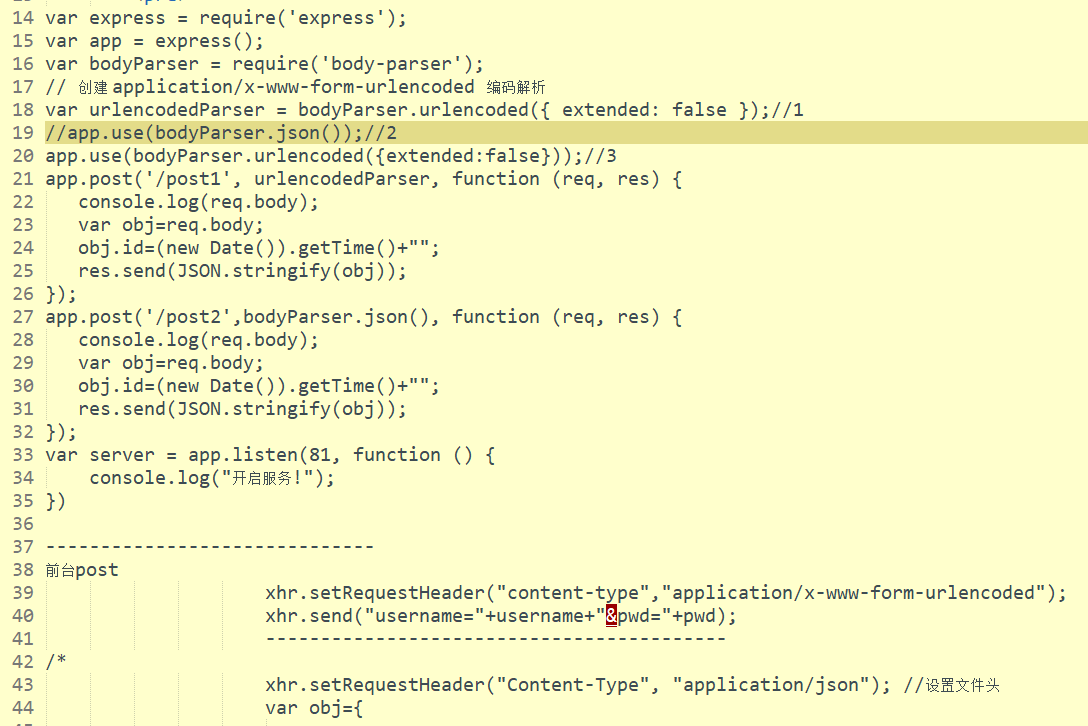 14 var express = require('express');
15 var app = express();
16 var bodyParser = require('body-parser');
17 // 创建 application/x-www-form-urlencoded 编码解析
18 var urlencodedParser = bodyParser.urlencoded({ extended: false });//1
19 //app.use(bodyParser.json());//2
20 app.use(bodyParser.urlencoded({extended:false}));//3
21 app.post('/post1', urlencodedParser, function (req, res) {
22    console.log(req.body);
23    var obj=req.body;
24    obj.id=(new Date()).getTime()+"";
25    res.send(JSON.stringify(obj));
26 });
27 app.post('/post2',bodyParser.json(), function (req, res) {
28    console.log(req.body);
29    var obj=req.body;
30    obj.id=(new Date()).getTime()+"";
31    res.send(JSON.stringify(obj));
32 });
33 var server = app.listen(81, function () {
34     console.log("开启服务!");
35 })
36
37 ------------------------------
38 前台post
39                     xhr.setRequestHeader("content-type","application/x-www-form-urlencoded");
40                     xhr.send("username="+username+"&pwd="+pwd);
41                     ------------------------------------------
42 /*
43                     xhr.setRequestHeader("Content-Type", "application/json"); //设置文件头
44                     var obj={